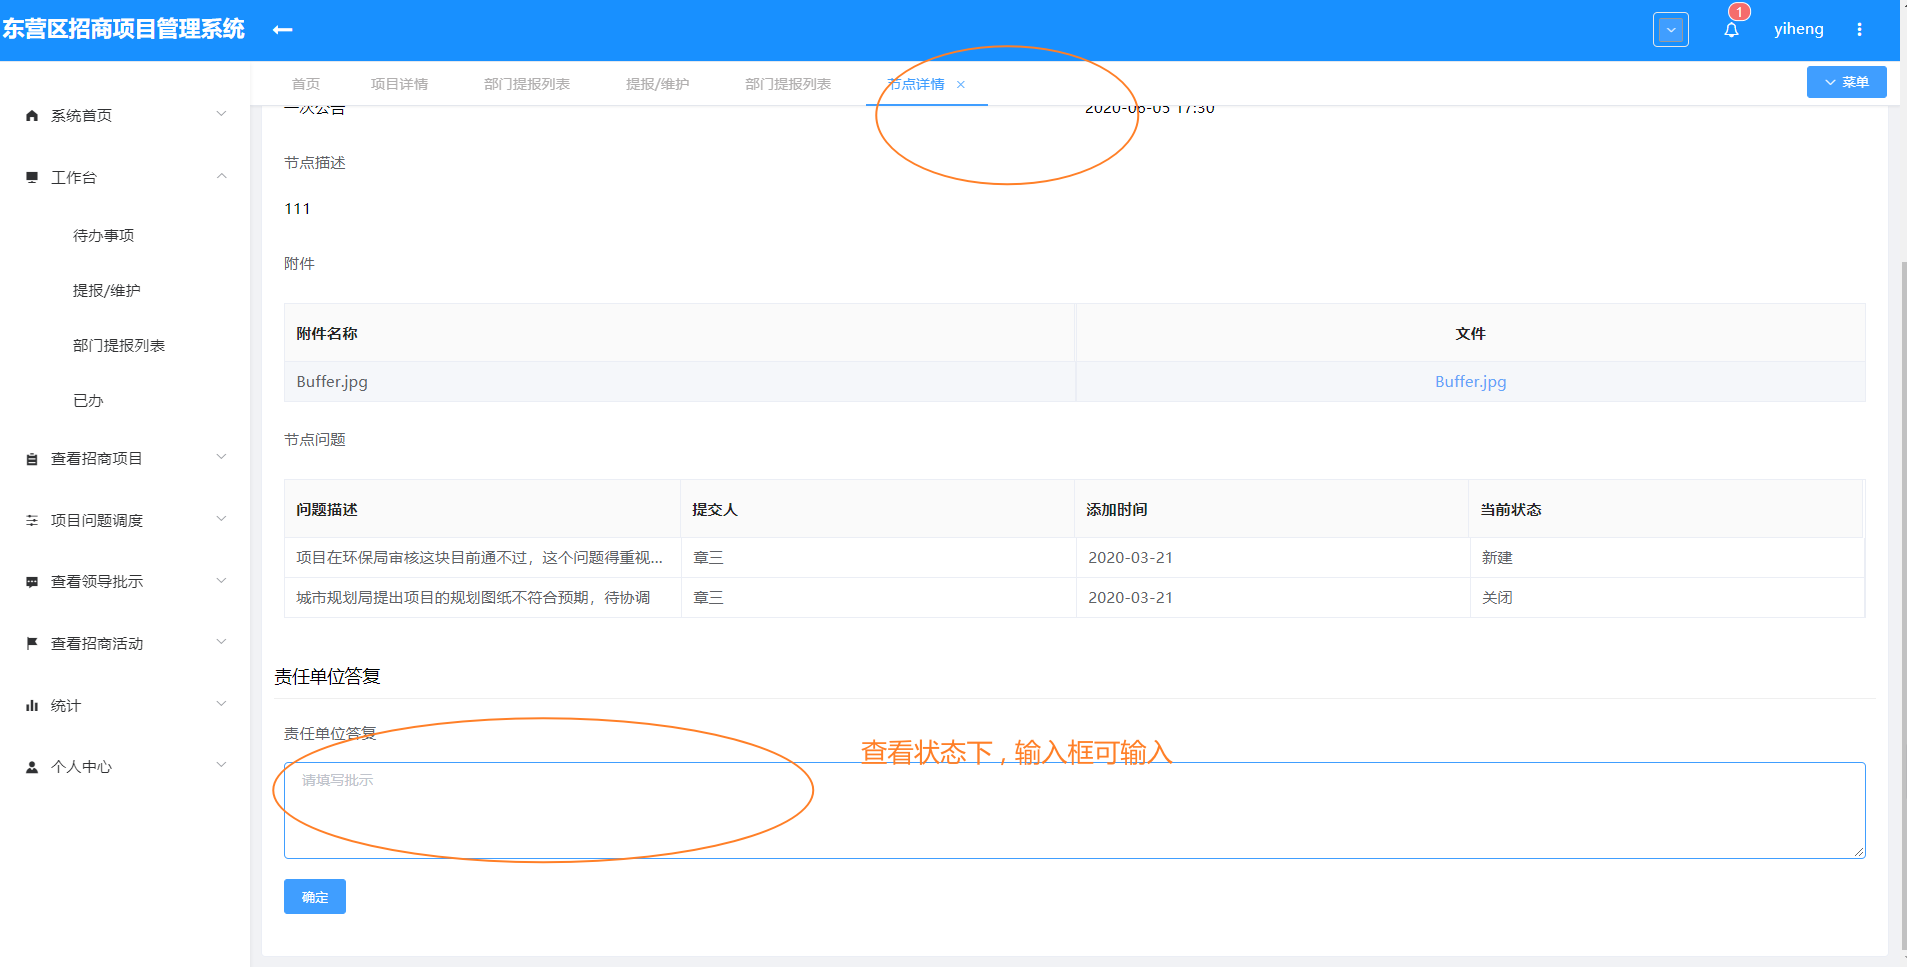 东营区招商项目管理系统
1
yiheng
首页
项目详情
部门提报列表
提报/维护
部门提报列表
节点详情
菜单
系统首页
工作台
待办事项
提报/维护
部门提报列表
已办
查看招商项目
项目问题调度
查看领导批示
查看招商活动
统计
个人中心
一次公告
2020-06-05 17:30
节点描述
111
附件
附件名称
文件
Buffer.jpg
Buffer.jpg
节点问题
问题描述
提交人
添加时间
当前状态
项目在环保局审核这块目前通不过，这个问题得重视...
章三
2020-03-21
新建
城市规划局提出项目的规划图纸不符合预期，待协调
章三
2020-03-21
关闭
责任单位答复
责任单位答复
查看状态下，输入框可输入
请填写批示
确定